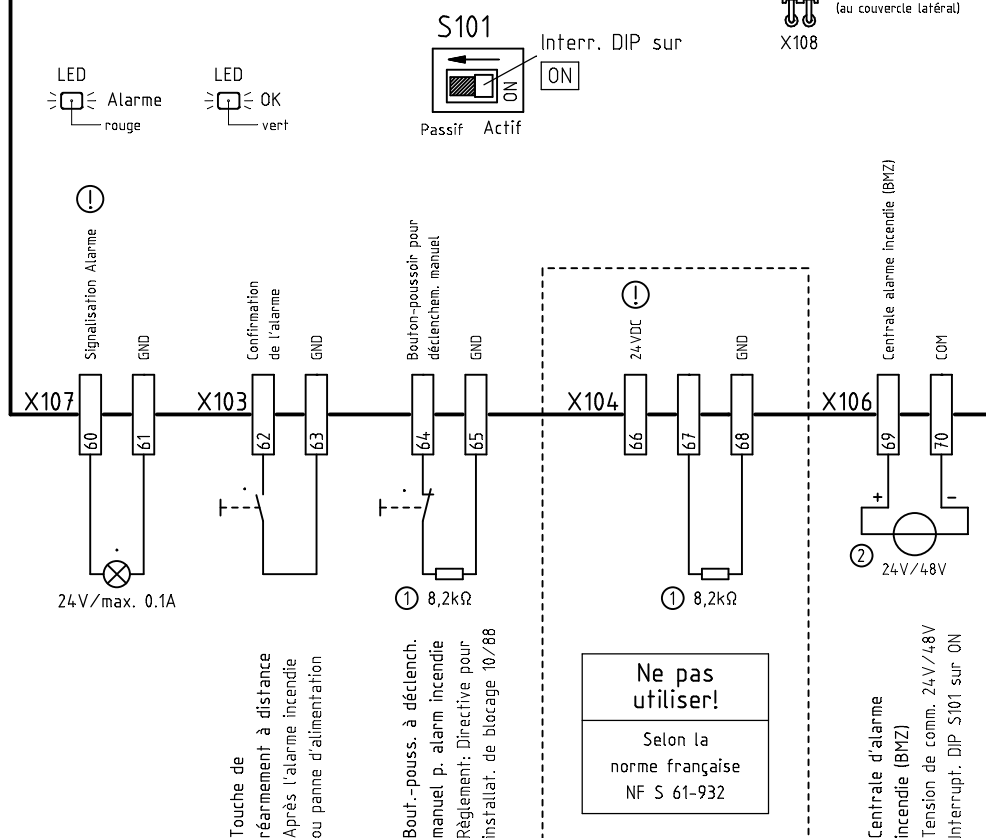 (au couvercle latéral)
X108
S101
Interr. DIP sur
ON
ON
Passif Actif
LED
Alarme
rouge
LED
OK
vert
!
Signalisation Alarme
GND
Confirmation
de l'alarme
GND
Bouton-poussoir pour
déclenchem. manuel
GND
!
24VDC
GND
Centrale alarme incendie (BMZ)
COM
X107
60
61
X103
62
63
64
65
X104
66
67
68
X106
69
70
24V/max. 0.1A
1 8,2kΩ
1 8,2kΩ
+ -
2
24V/48V
Touche de
réarmement à distance
Après l'alarme incendie
ou panne d'alimentation
Bout.-pouss. à déclench.
manuel p. alarm incendie
Règlement: Directive pour
installat. de blocage 10/88
Ne pas
utiliser!
Selon la
norme française
NF S 61-932
Centrale d'alarme
incendie (BMZ)
Tension de comm. 24V/48V
Interrupt. DIP S101 sur ON